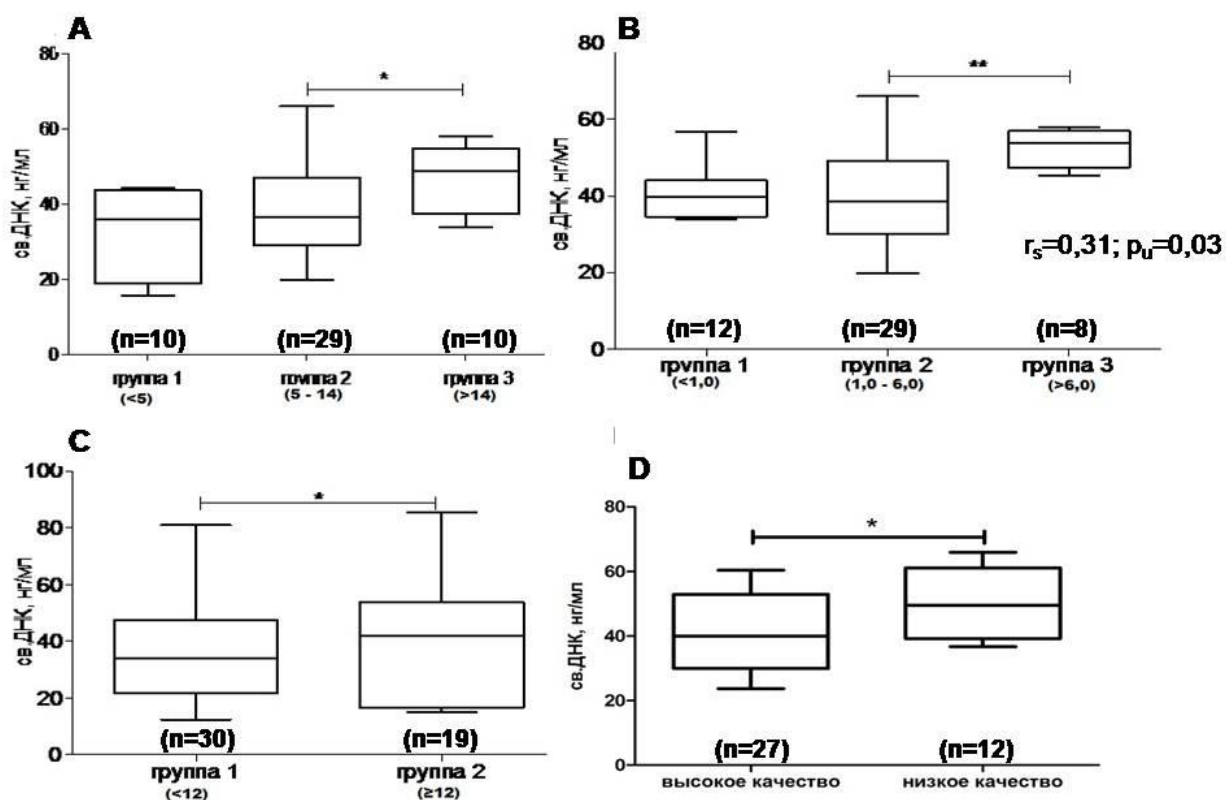 A
80
60
40
20
0
св.ДНК, нг/мл
*
(n=10) (n=29) (n=10)
группа 1 группа 2 группа 3
(<5) (5 - 14) (>14)
B
80
60
40
20
0
св.ДНК, нг/мл
**
rs=0,31; pu=0,03
(n=12) (n=29) (n=8)
группа 1 группа 2 группа 3
(<1,0) (1,0 - 6,0) (>6,0)
C
100
80
60
40
20
0
св.ДНК, нг/мл
*
(n=30) (n=19)
группа 1 группа 2
(<12) (≥12)
D
80
60
40
20
0
св.ДНК, нг/мл
*
(n=27) (n=12)
высокое качество низкое качество